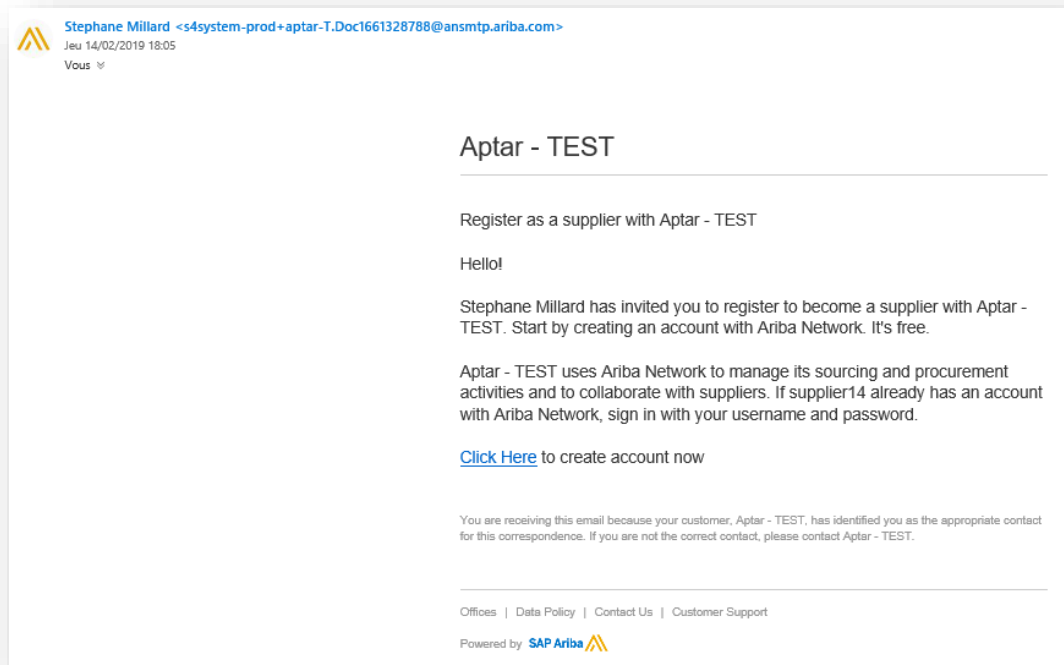 Stephane Millard <s4system-prod+aptar-T.Doc1661328788@ansmtp.ariba.com>
Jeu 14/02/2019 18:05
Vous
Aptar - TEST
Register as a supplier with Aptar - TEST
Hello!
Stephane Millard has invited you to register to become a supplier with Aptar -
TEST. Start by creating an account with Ariba Network. It's free.
Aptar - TEST uses Ariba Network to manage its sourcing and procurement
activities and to collaborate with suppliers. If supplier14 already has an account
with Ariba Network, sign in with your username and password.
Click Here to create account now
You are receiving this email because your customer, Aptar - TEST, has identified you as the appropriate contact
for this correspondence. If you are not the correct contact, please contact Aptar - TEST.
Offices | Data Policy | Contact Us | Customer Support
Powered by SAP Ariba